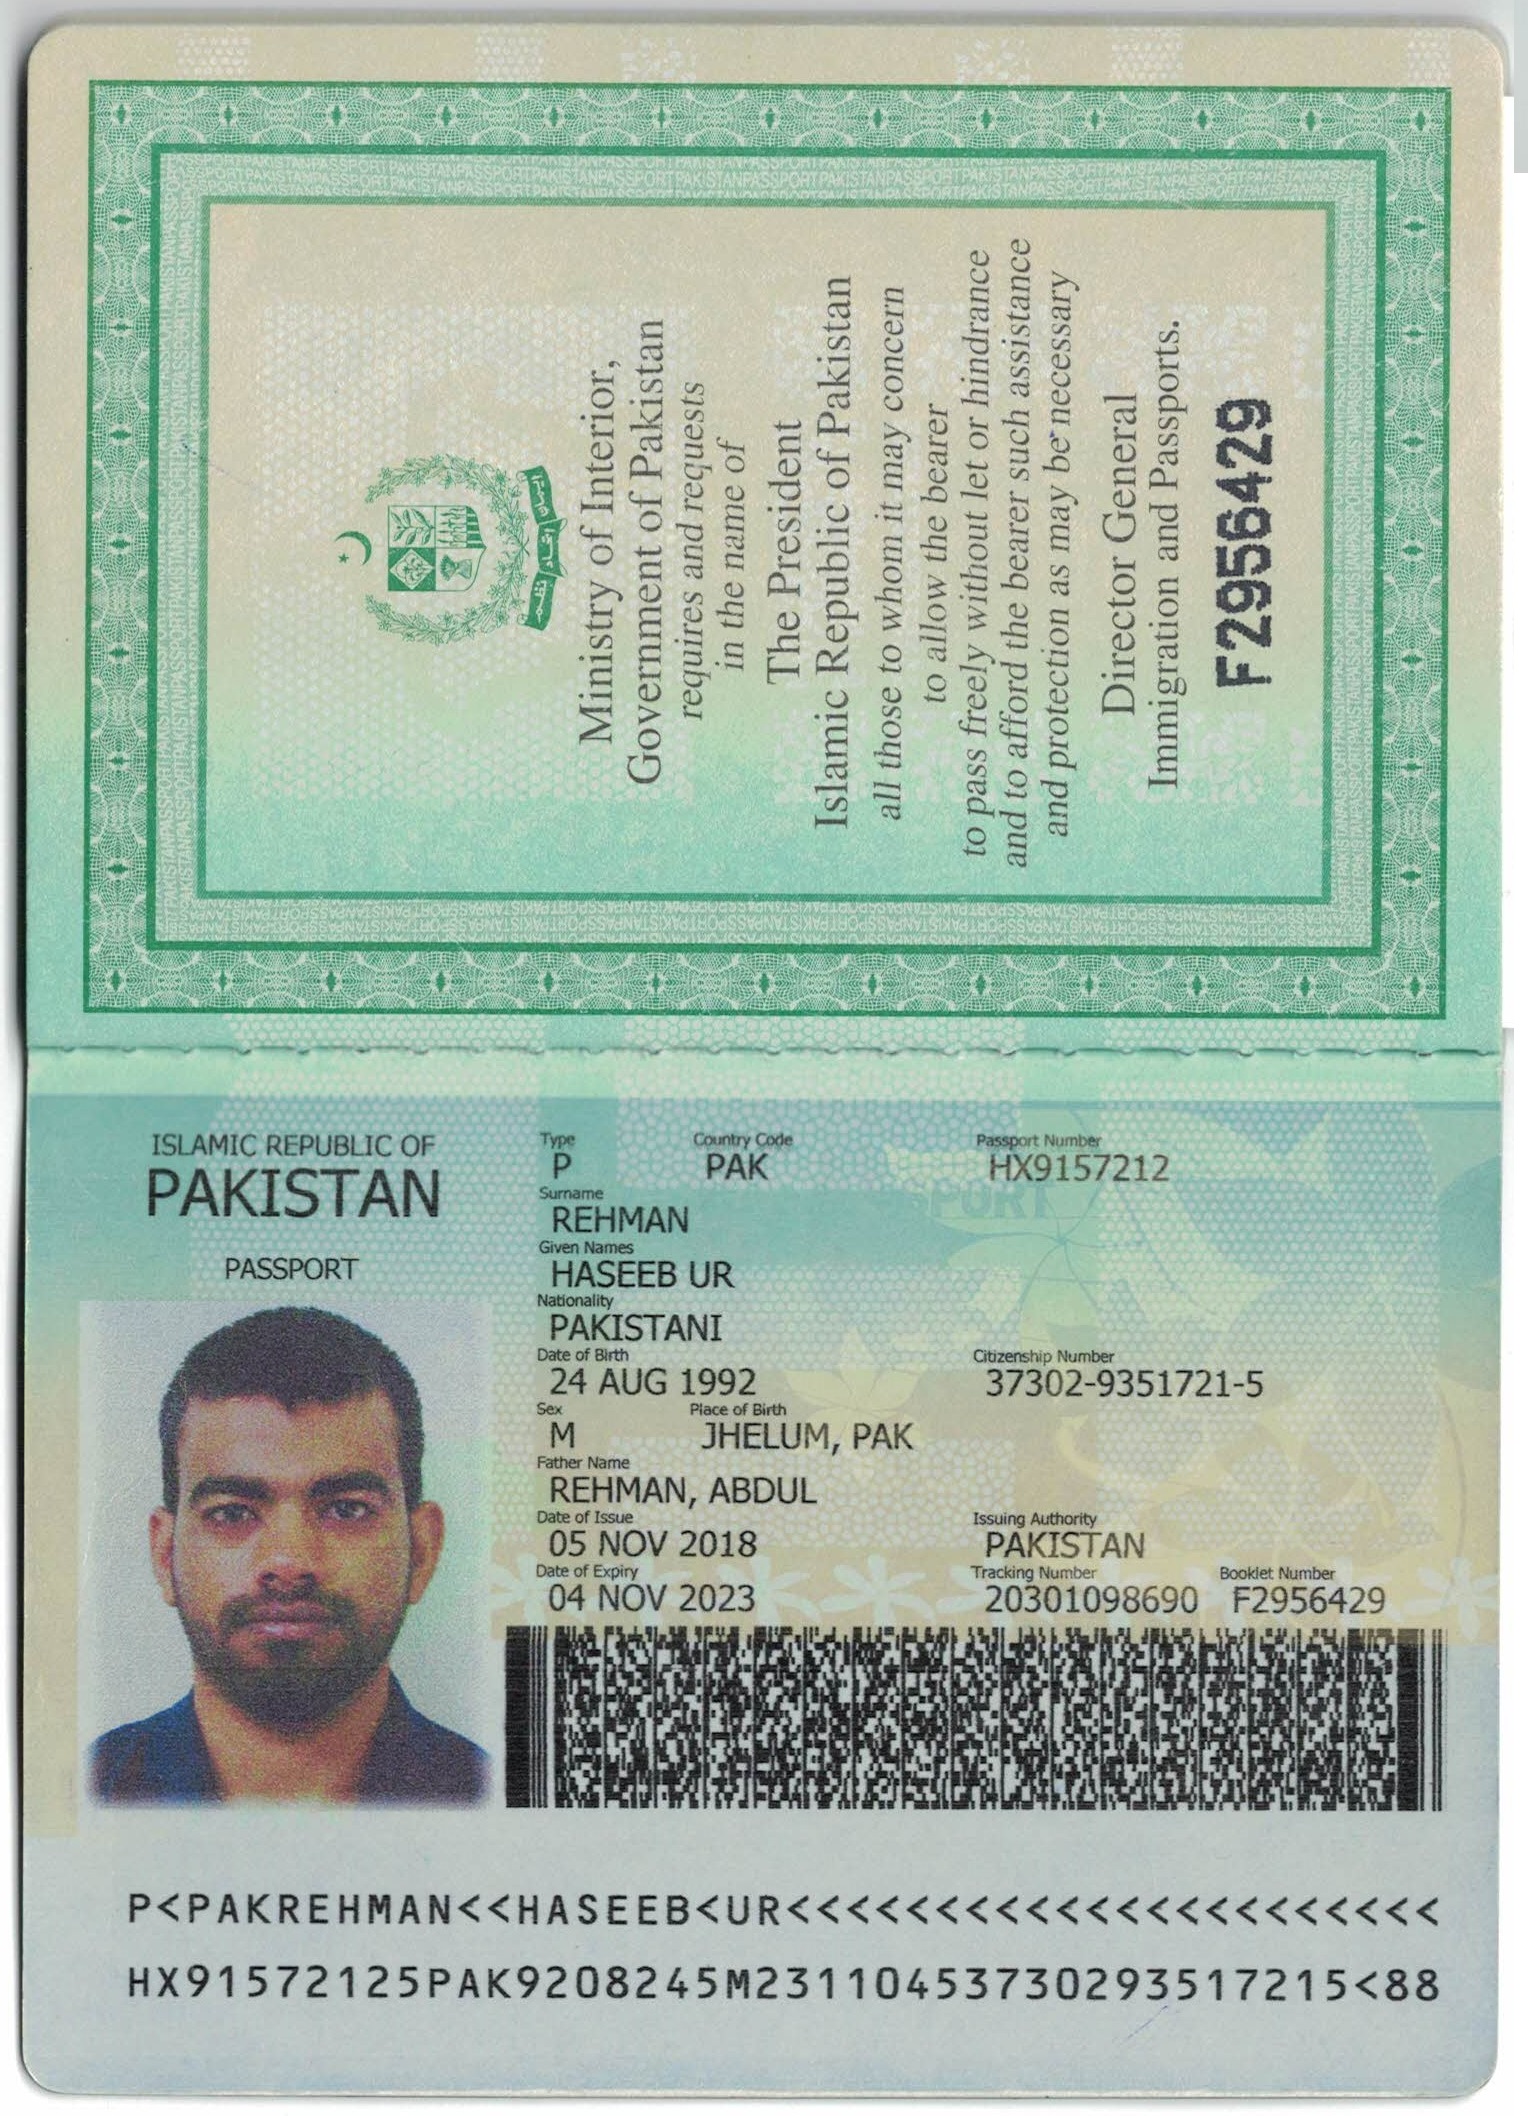 ایمان اتحاد نظم
Ministry of Interior,
Government of Pakistan
requires and requests
in the name of
The President
Islamic Republic of Pakistan
all those to whom it may concern
to allow the bearer
to pass freely without let or hindrance
and to afford the bearer such assistance
and protection as may be necessary
Director General
Immigration and Passports.
F2956429
ISLAMIC REPUBLIC OF
PAKISTAN
PASSPORT
Type Country Code Passport Number
P PAK HX9157212
Surname
REHMAN
Given Names
HASEEB UR
Nationality
PAKISTANI
Date of Birth Citizenship Number
24 AUG 1992 37302-9351721-5
Sex Place of Birth
M JHELUM, PAK
Father Name
REHMAN, ABDUL
Date of Issue Issuing Authority
05 NOV 2018 PAKISTAN
Date of Expiry Tracking Number Booklet Number
04 NOV 2023 20301098690 F2956429
P<PAKREHMAN<<HASEEB<UR<<<<<<<<<<<<<<<<<<<<<<
HX91572125PAK9208245M23110453730293517215<88